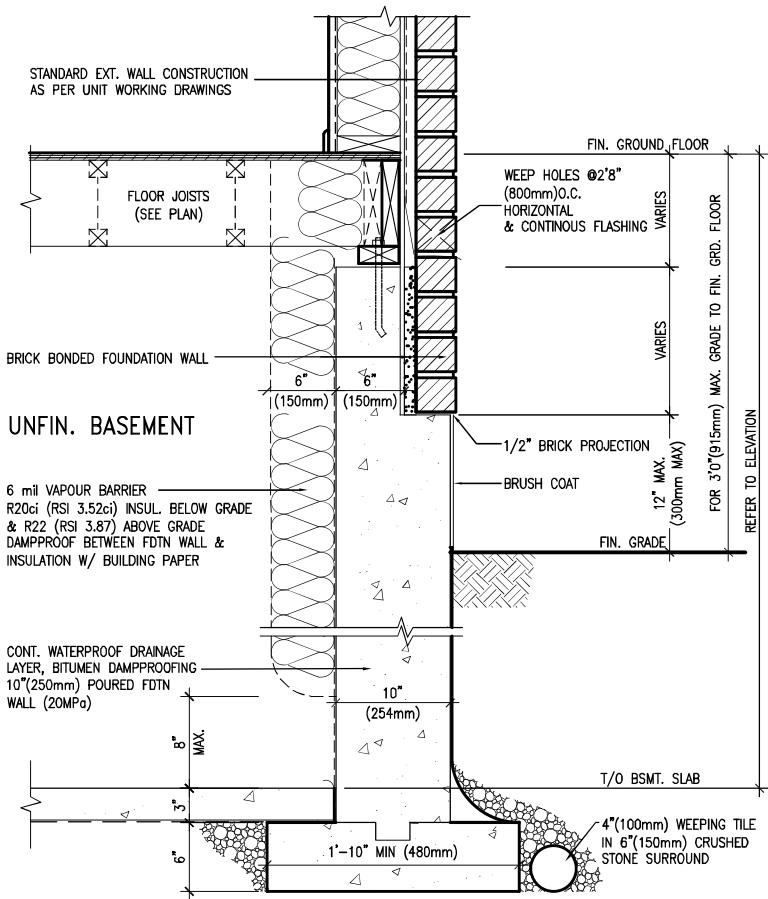 STANDARD EXT. WALL CONSTRUCTION
AS PER UNIT WORKING DRAWINGS
FIN. GROUND FLOOR
FLOOR JOISTS
(SEE PLAN)
WEEP HOLES @2'8"
(800mm)O.C.
HORIZONTAL
& CONTINOUS FLASHING
VARIES
FOR 3'0"(915mm) MAX. GRADE TO FIN. GRD. FLOOR
REFER TO ELEVATION
VARIES
BRICK BONDED FOUNDATION WALL
6"
(150mm)
6"
(150mm)
UNFIN. BASEMENT
1/2" BRICK PROJECTION
BRUSH COAT
12" MAX.
(300mm MAX)
6 mil VAPOUR BARRIER
R20ci (RSI 3.52ci) INSUL. BELOW GRADE
& R22 (RSI 3.87) ABOVE GRADE
DAMPPROOF BETWEEN FDTN WALL &
INSULATION W/ BUILDING PAPER
FIN. GRADE
CONT. WATERPROOF DRAINAGE
LAYER, BITUMEN DAMPPROOFING
10"(250mm) POURED FDTN
WALL (20MPa)
10"
(254mm)
8"
MAX.
T/O BSMT. SLAB
3"
6"
1'-10" MIN (480mm)
4"(100mm) WEEPING TILE
IN 6"(150mm) CRUSHED
STONE SURROUND